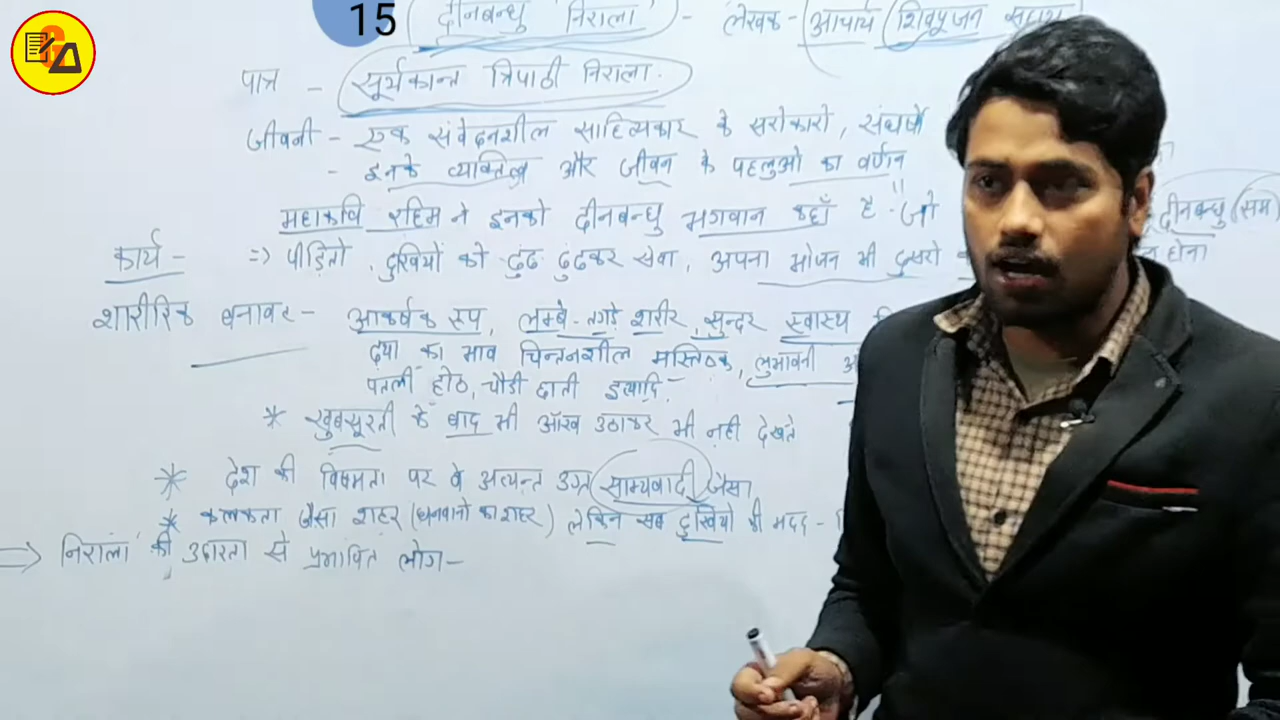 15 दीनबन्धु निराला - लेखक - आचार्य शिवपूजन सहाय
पात्र - सूर्यकान्त त्रिपाठी निराला.
जीवनी - एक संवेदनशील साहित्यकार के सरोकारो, संघर्षो
- इनके व्यक्तित्व और जीवन के पहलुओ का वर्णन
महाकवि रहिम ने इनको दीनबन्धु भगवान कहाँ है "जो दीनबन्धु सम
कार्य - => पीड़ितो, दुखियों को ढुंढ ढुंढकर सेवा, अपना भोजन भी दुसरो होना
शारीरिक बनावट - आकर्षक रूप, लम्बे-तगडे शरीर, सुन्दर स्वास्थ
दया का भाव चिन्तनशील मस्तिष्क, लुभावनी
पतली होठ, चौडी छाती इत्यादि -
* खुबसूरती के बाद भी आँख उठाकर भी नही देखते
* देश की विषमता पर वे अत्यन्त उग्र साम्यवादी जैसा
* कलकता जैसा शहर (धनवानो का शहर) लेकिन सब दुखियो की मदद -
=> निराला की उदारता से प्रभावित लोग -